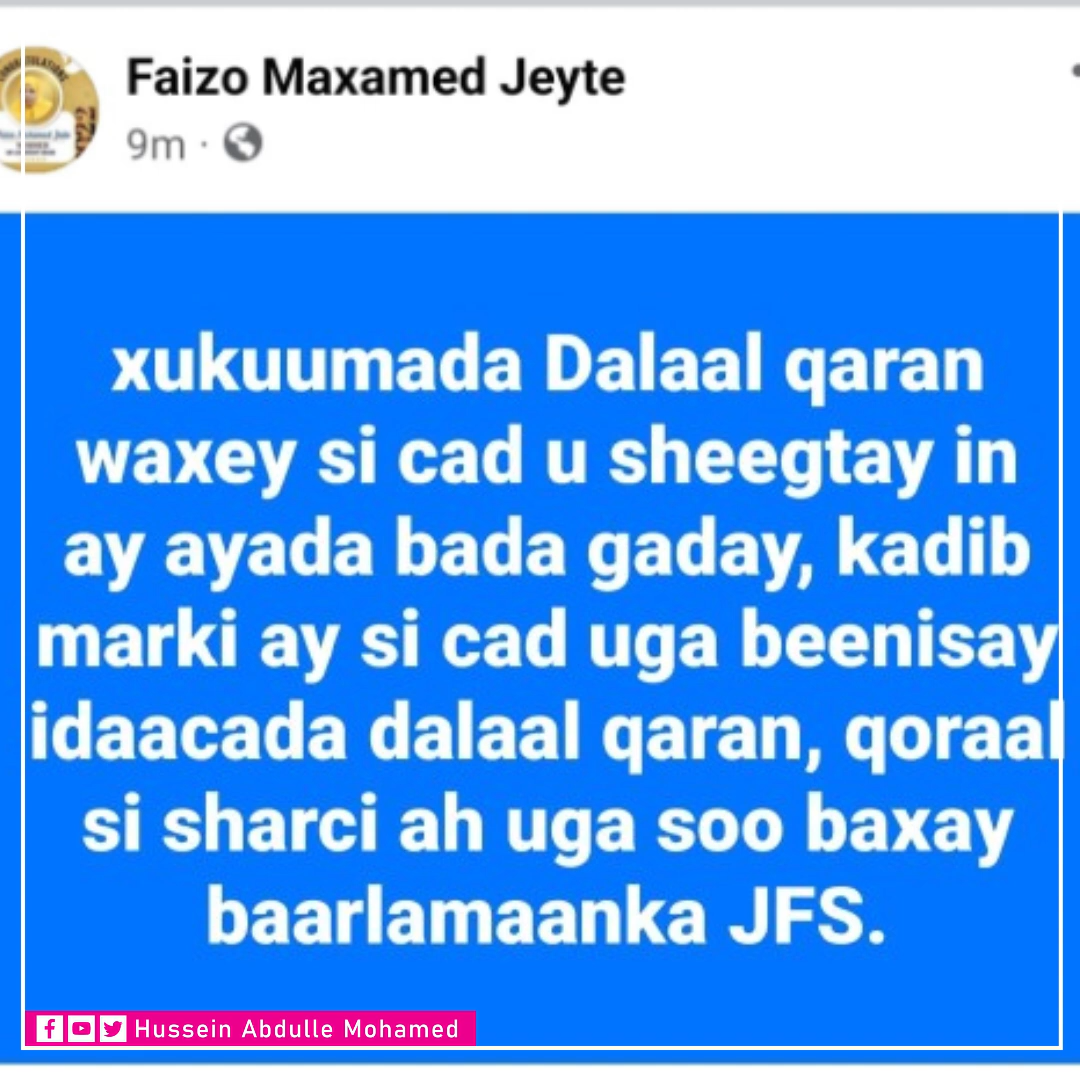 Faizo Maxamed Jeyte
9m ·
xukuumada Dalaal qaran
waxey si cad u sheegtay in
ay ayada bada gaday, kadib
marki ay si cad uga beenisay
idaacada dalaal qaran, qoraal
si sharci ah uga soo baxay
baarlamaanka JFS.
Hussein Abdulle Mohamed